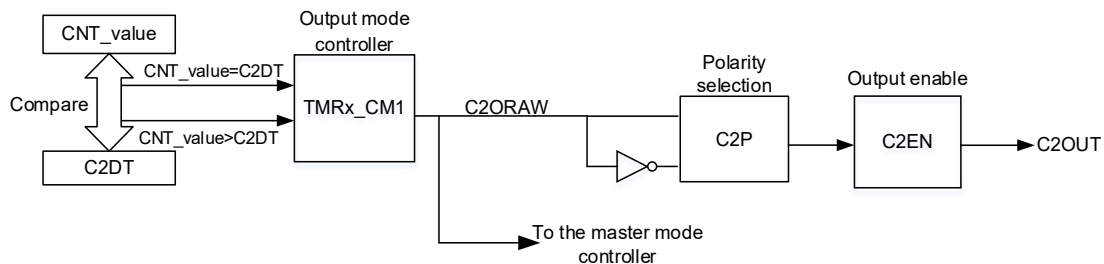 CNT_value
Compare
C2DT
CNT_value=C2DT
CNT_value>C2DT
Output mode
controller
TMRx_CM1
C2ORAW
To the master mode
controller
Polarity
selection
C2P
Output enable
C2EN
C2OUT